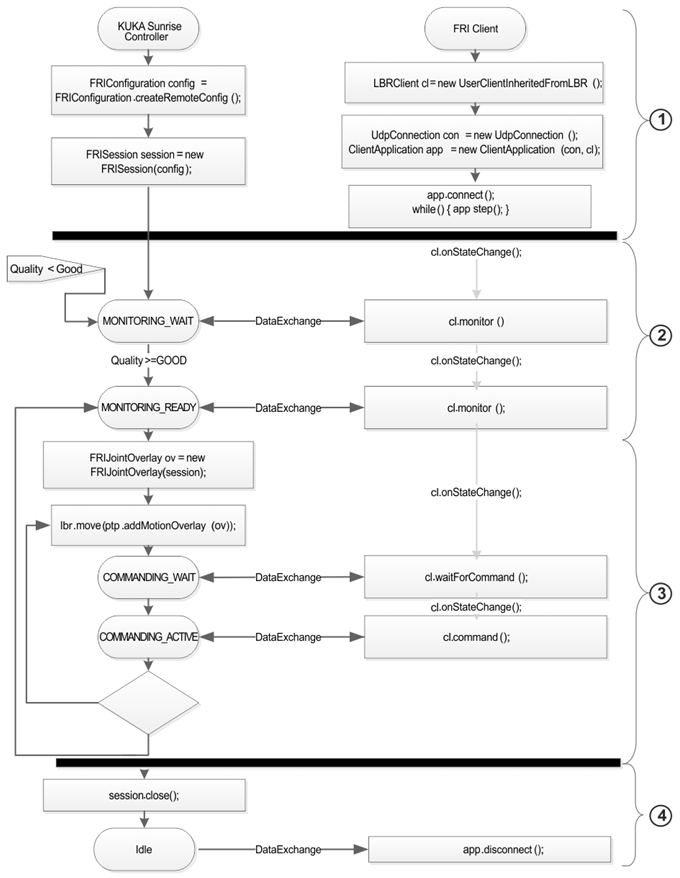 KUKA Sunrise
Controller
FRI Client
FRIConfiguration config =
FRIConfiguration.createRemoteConfig ();
LBRClient cl = new UserClientInheritedFromLBR ();
FRISession session = new
FRISession(config);
UdpConnection con = new UdpConnection ();
ClientApplication app = new ClientApplication (con, cl);
app.connect();
while() { app step(); }
1
cl.onStateChange();
Quality < Good
MONITORING_WAIT
DataExchange
cl.monitor ()
2
Quality >=GOOD
cl.onStateChange();
MONITORING_READY
DataExchange
cl.monitor ();
FRIJointOverlay ov = new
FRIJointOverlay(session);
cl.onStateChange();
lbr.move(ptp.addMotionOverlay (ov));
COMMANDING_WAIT
DataExchange
cl.waitForCommand ();
3
cl.onStateChange();
COMMANDING_ACTIVE
DataExchange
cl.command ();
session.close();
4
Idle
DataExchange
app.disconnect ();